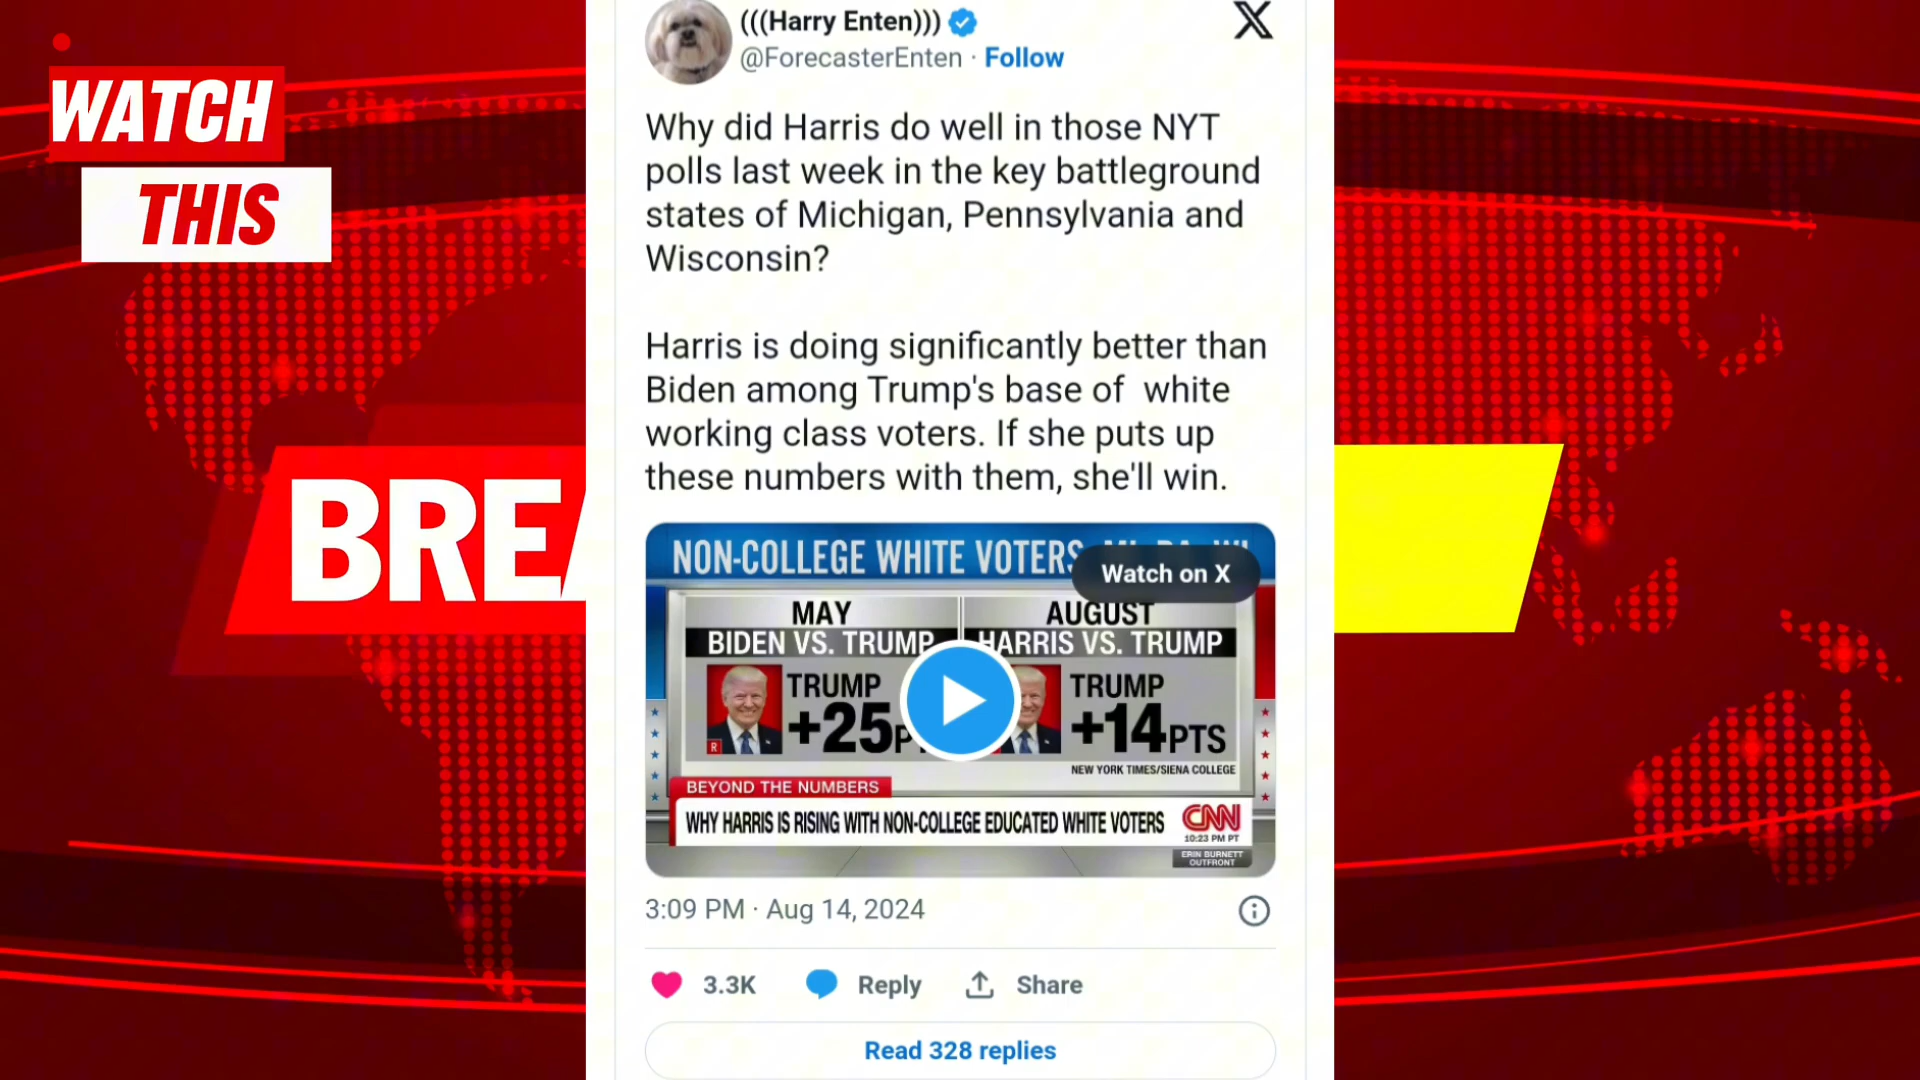 WATCH
THIS
BREA
(((Harry Enten)))
@ForecasterEnten · Follow
Why did Harris do well in those NYT
polls last week in the key battleground
states of Michigan, Pennsylvania and
Wisconsin?
Harris is doing significantly better than
Biden among Trump's base of white
working class voters. If she puts up
these numbers with them, she'll win.
NON-COLLEGE WHITE VOTERS
Watch on X
MAY
BIDEN VS. TRUMP
TRUMP
+25
R
AUGUST
HARRIS VS. TRUMP
TRUMP
+14 PTS
NEW YORK TIMES/SIENA COLLEGE
BEYOND THE NUMBERS
WHY HARRIS IS RISING WITH NON-COLLEGE EDUCATED WHITE VOTERS
CNN
10:23 PM PT
ERIN BURNETT
OUTFRONT
3:09 PM · Aug 14, 2024
3.3K
Reply
Share
Read 328 replies